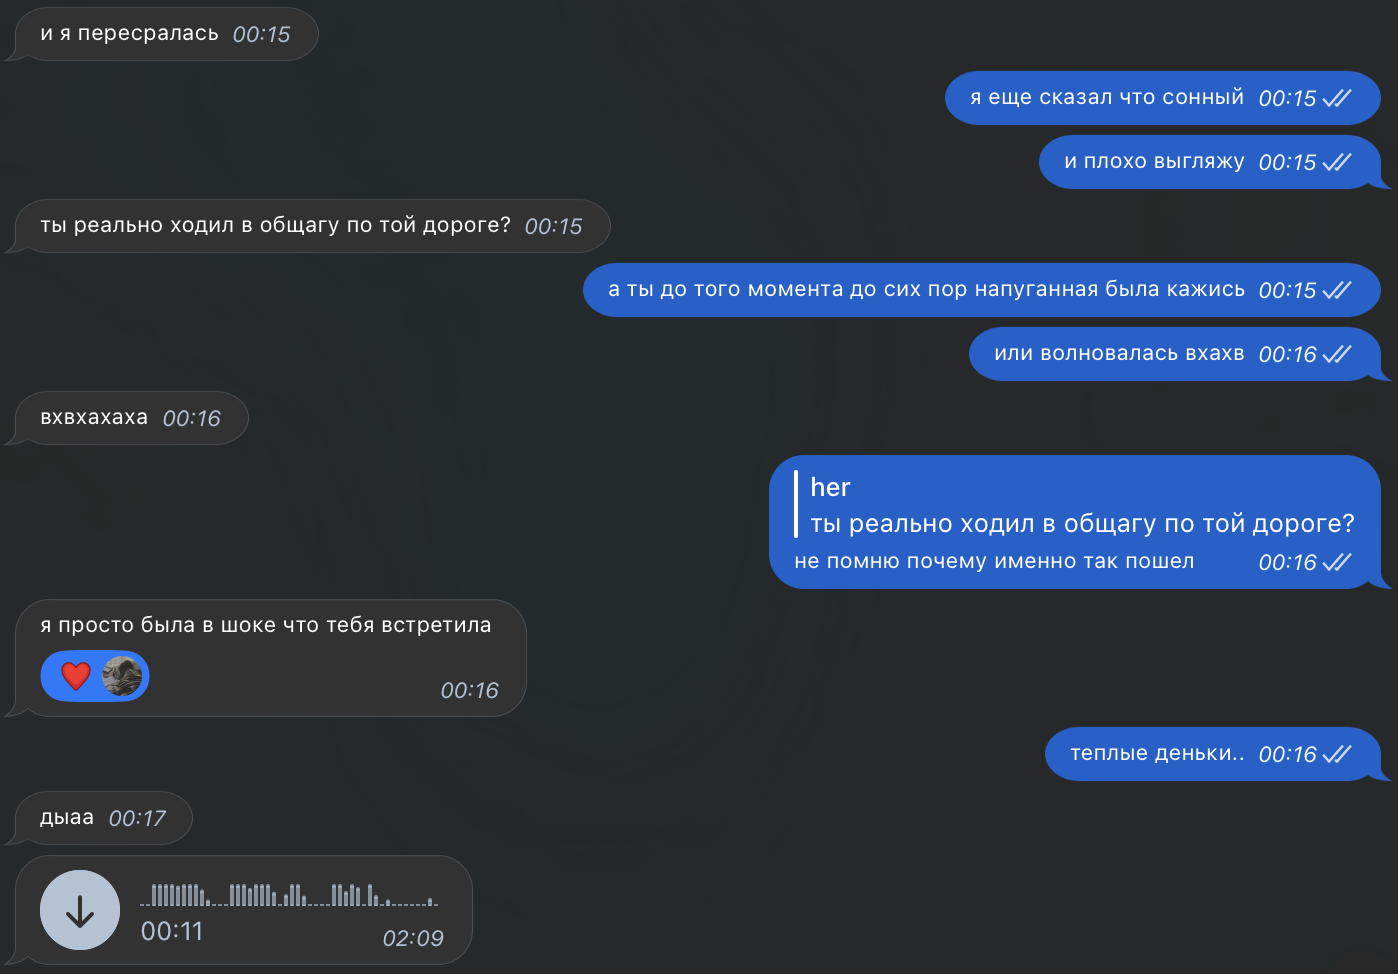 и я пересралась 00:15
я еще сказал что сонный 00:15
и плохо выгляжу 00:15
ты реально ходил в общагу по той дороге? 00:15
а ты до того момента до сих пор напуганная была кажись 00:15
или волновалась вхахв 00:16
вхвхахаха 00:16
her
ты реально ходил в общагу по той дороге?
не помню почему именно так пошел 00:16
я просто была в шоке что тебя встретила
00:16
теплые деньки.. 00:16
дыаа 00:17
00:11 02:09